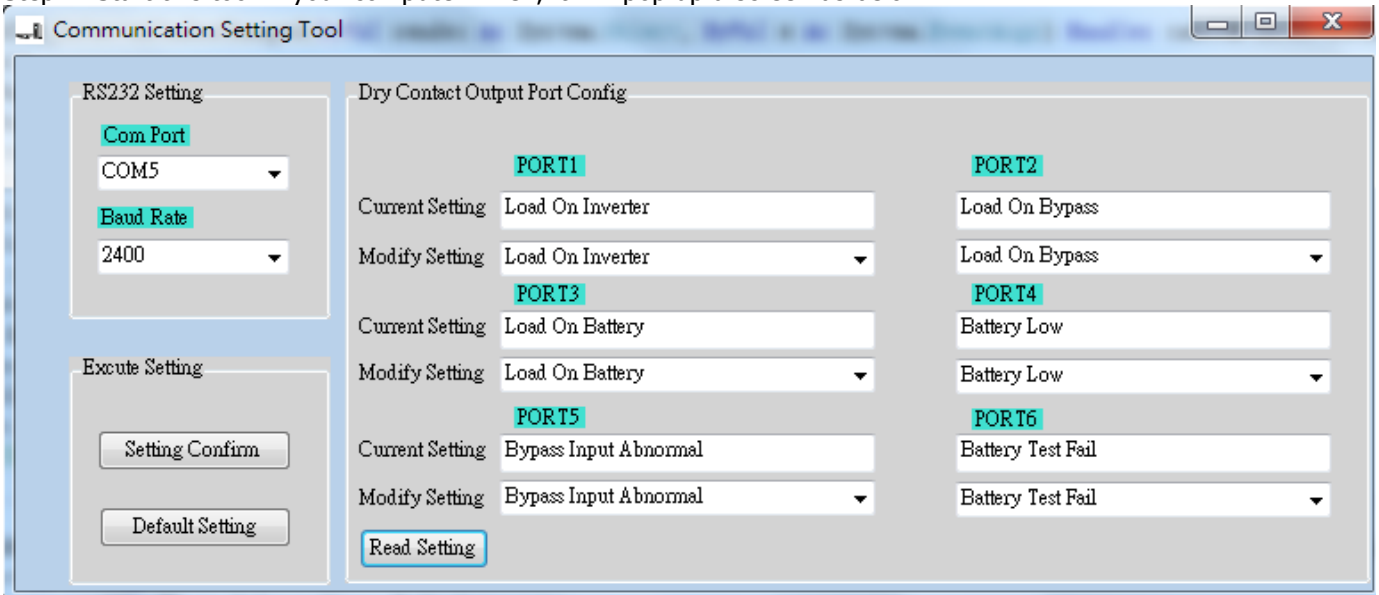 Communication Setting Tool
RS232 Setting
Com Port
COM5
Baud Rate
2400
Excute Setting
Setting Confirm
Default Setting
Dry Contact Output Port Config
PORT1 PORT2
Current Setting Load On Inverter Load On Bypass
Modify Setting Load On Inverter Load On Bypass
PORT3 PORT4
Current Setting Load On Battery Battery Low
Modify Setting Load On Battery Battery Low
PORT5 PORT6
Current Setting Bypass Input Abnormal Battery Test Fail
Modify Setting Bypass Input Abnormal Battery Test Fail
Read Setting